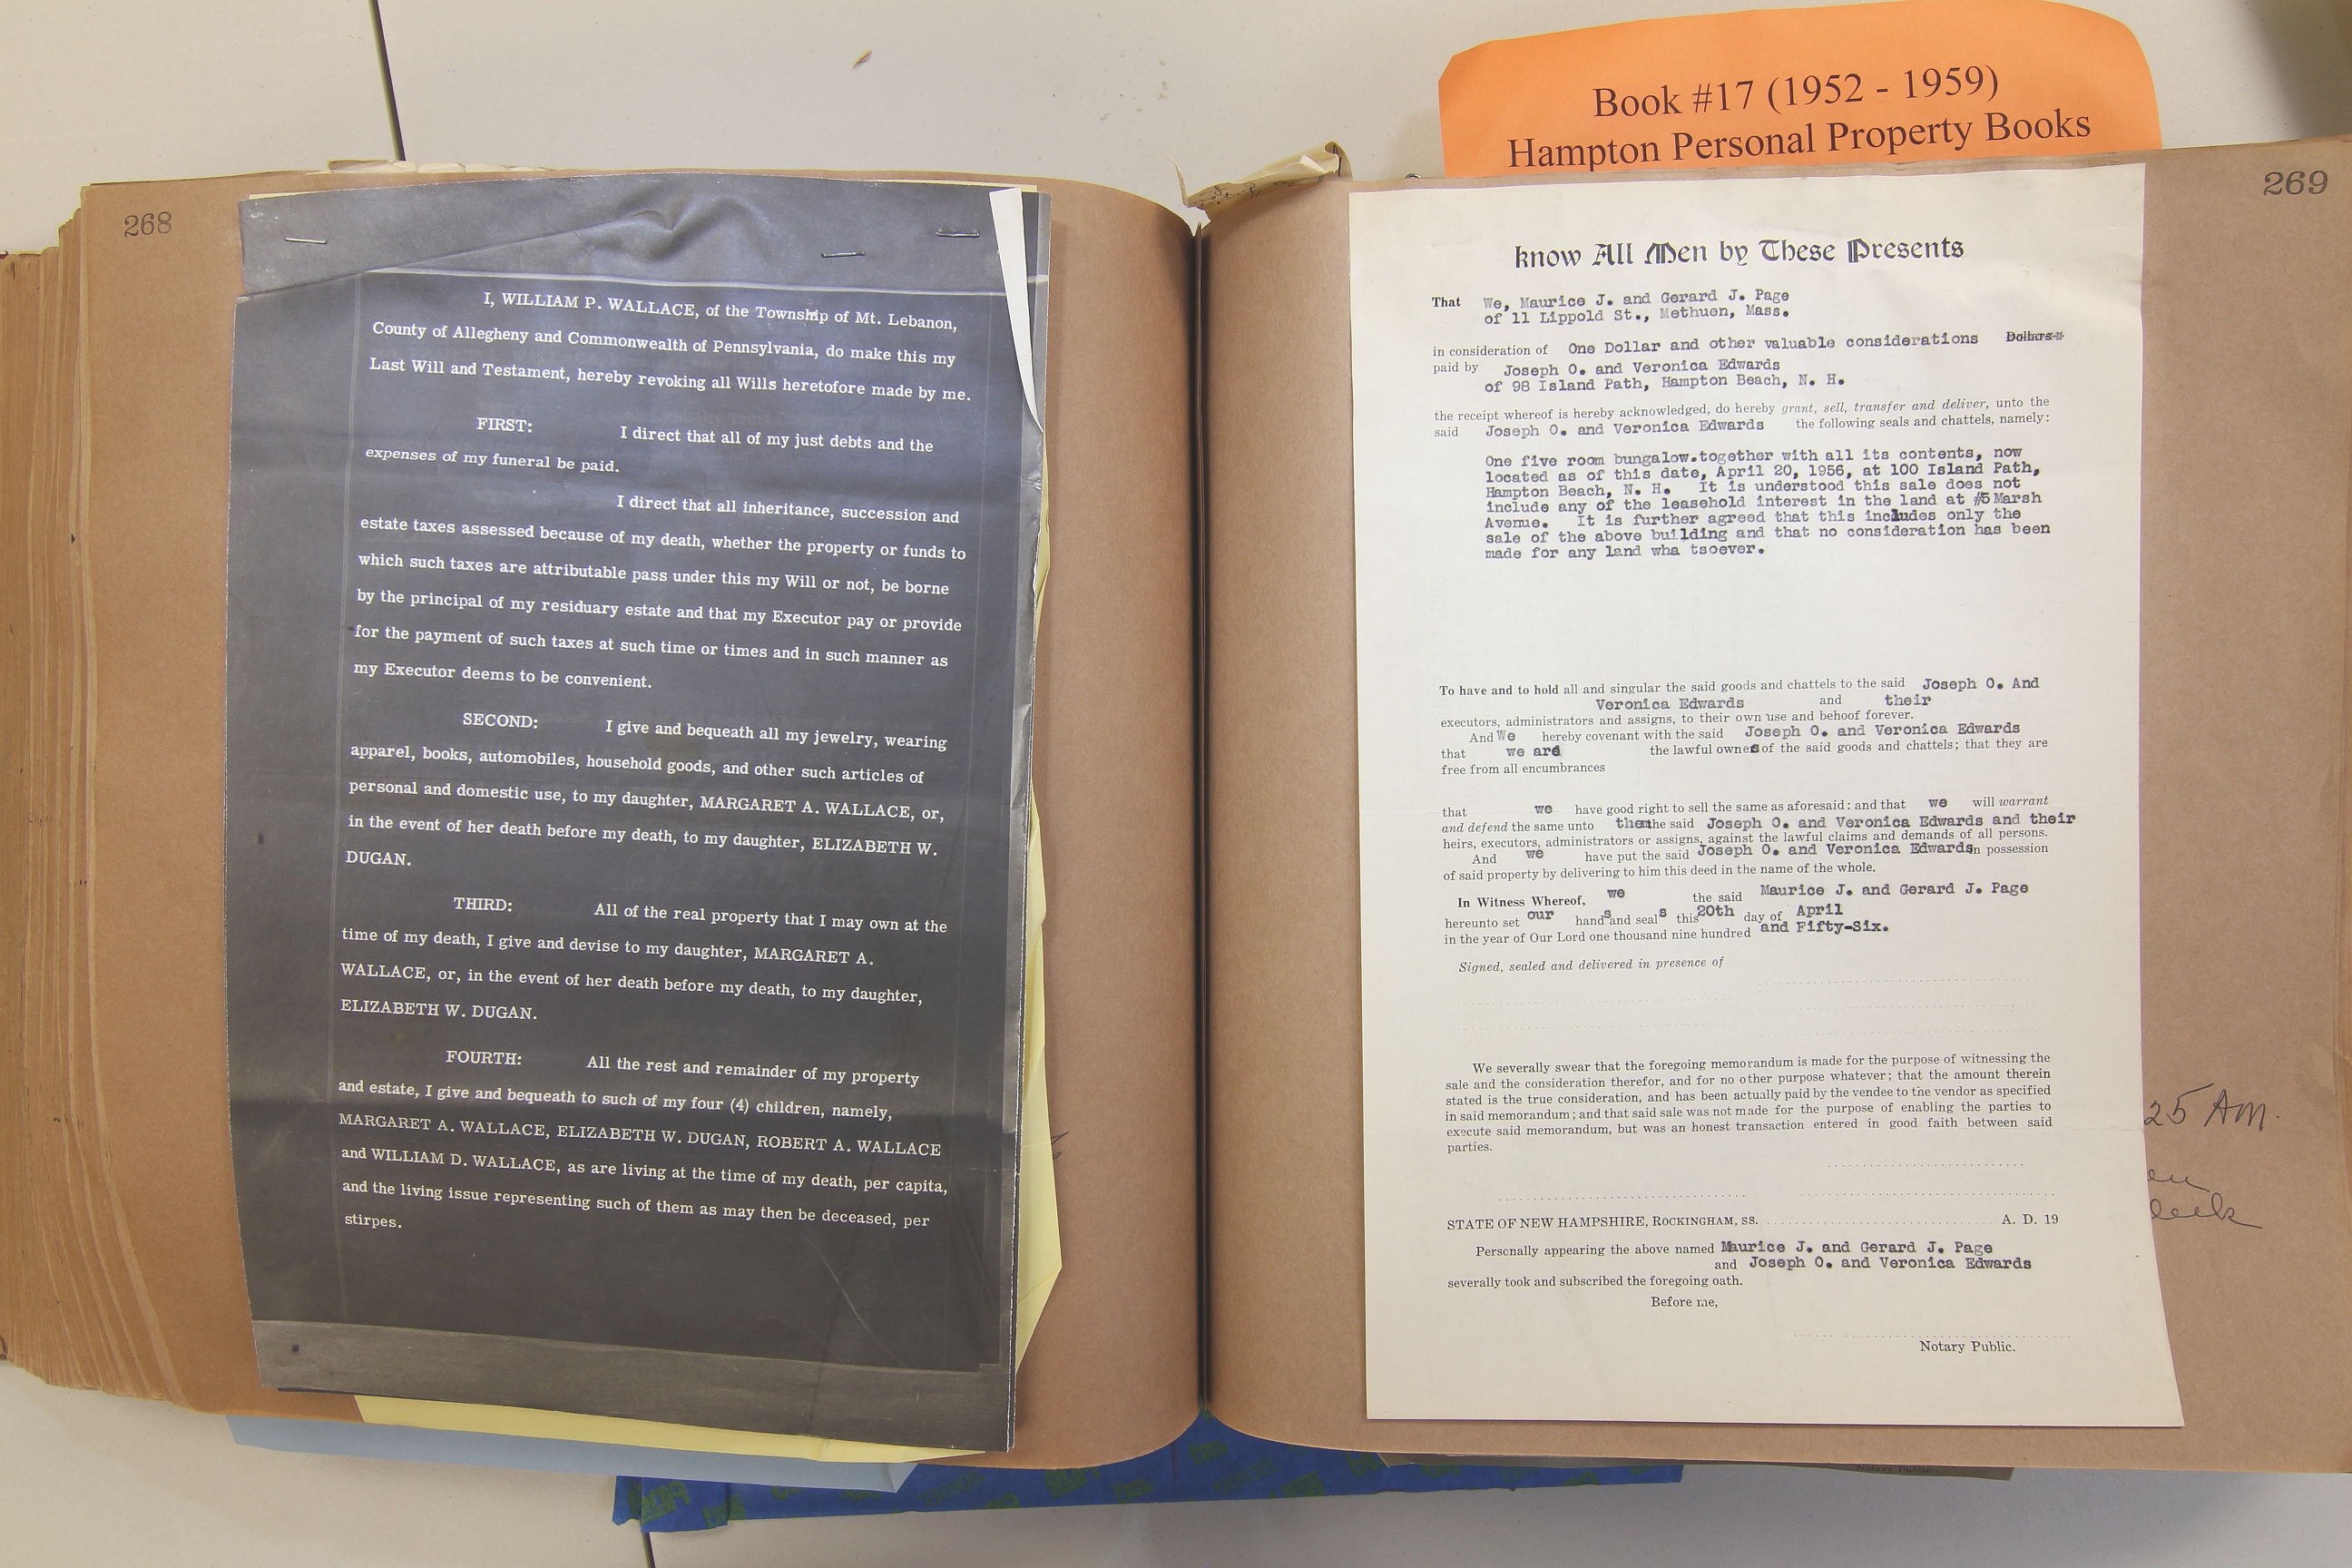 Book #17 (1952 - 1959)
Hampton Personal Property Books
268
I, WILLIAM P. WALLACE, of the Township of Mt. Lebanon,
County of Allegheny and Commonwealth of Pennsylvania, do make this my
Last Will and Testament, hereby revoking all Wills heretofore made by me.
FIRST: I direct that all of my just debts and the
expenses of my funeral be paid.
I direct that all inheritance, succession and
estate taxes assessed because of my death, whether the property or funds to
which such taxes are attributable pass under this my Will or not, be borne
by the principal of my residuary estate and that my Executor pay or provide
for the payment of such taxes at such time or times and in such manner as
my Executor deems to be convenient.
SECOND: I give and bequeath all my jewelry, wearing
apparel, books, automobiles, household goods, and other such articles of
personal and domestic use, to my daughter, MARGARET A. WALLACE, or,
in the event of her death before my death, to my daughter, ELIZABETH W.
DUGAN.
THIRD: All of the real property that I may own at the
time of my death, I give and devise to my daughter, MARGARET A.
WALLACE, or, in the event of her death before my death, to my daughter,
ELIZABETH W. DUGAN.
FOURTH: All the rest and remainder of my property
and estate, I give and bequeath to such of my four (4) children, namely,
MARGARET A. WALLACE, ELIZABETH W. DUGAN, ROBERT A. WALLACE
and WILLIAM D. WALLACE, as are living at the time of my death, per capita,
and the living issue representing such of them as may then be deceased, per
stirpes.
269
Know All Men by These Presents
That We, Maurice J. and Gerard J. Page
of 11 Lippold St., Methuen, Mass.
in consideration of One Dollar and other valuable considerations Dollars
paid by Joseph O. and Veronica Edwards
of 98 Island Path, Hampton Beach, N. H.
the receipt whereof is hereby acknowledged, do hereby grant, sell, transfer and deliver, unto the
said Joseph O. and Veronica Edwards the following seals and chattels, namely:
One five room bungalow.together with all its contents, now
located as of this date, April 20, 1956, at 100 Island Path,
Hampton Beach, N. H. It is understood this sale does not
include any of the leasehold interest in the land at #5 Marsh
Avenue. It is further agreed that this includes only the
sale of the above building and that no consideration has been
made for any land wha tsoever.
To have and to hold all and singular the said goods and chattels to the said Joseph O. And
Veronica Edwards and their
executors, administrators and assigns, to their own use and behoof forever.
And We hereby covenant with the said Joseph O. and Veronica Edwards
that we are the lawful owners of the said goods and chattels; that they are
free from all encumbrances
that we have good right to sell the same as aforesaid: and that we will warrant
and defend the same unto them the said Joseph O. and Veronica Edwards and their
heirs, executors, administrators or assigns, against the lawful claims and demands of all persons.
And we have put the said Joseph O. and Veronica Edwards in possession
of said property by delivering to him this deed in the name of the whole.
In Witness Whereof, we the said Maurice J. and Gerard J. Page
hereunto set our hands and seals this 20th day of April
in the year of Our Lord one thousand nine hundred and Fifty-Six.
Signed, sealed and delivered in presence of
We severally swear that the foregoing memorandum is made for the purpose of witnessing the
sale and the consideration therefor, and for no other purpose whatever; that the amount therein
stated is the true consideration, and has been actually paid by the vendee to the vendor as specified
in said memorandum; and that said sale was not made for the purpose of enabling the parties to
execute said memorandum, but was an honest transaction entered in good faith between said
parties.
25 AM.
STATE OF NEW HAMPSHIRE, ROCKINGHAM, SS. A. D. 19
Personally appearing the above named Maurice J. and Gerard J. Page
and Joseph O. and Veronica Edwards
severally took and subscribed the foregoing oath.
Before me,
Notary Public.